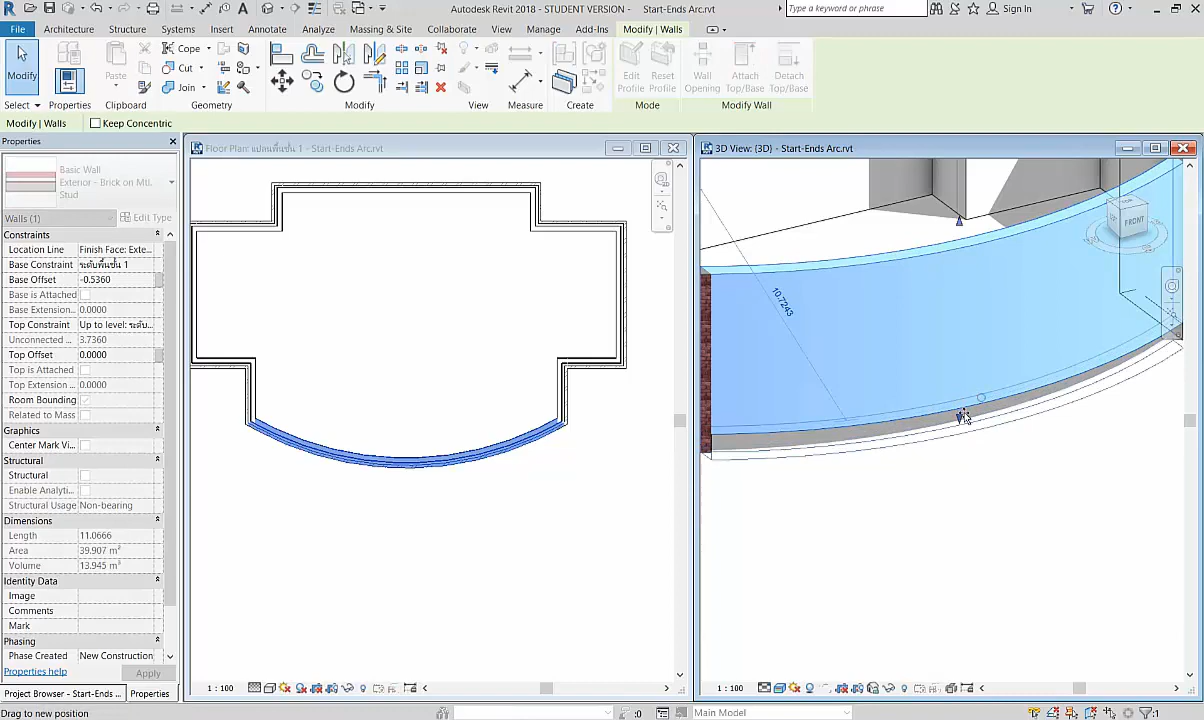 Autodesk Revit 2018 - STUDENT VERSION - Start-Ends Arc.rvt
Type a keyword or phrase
Sign In
File Architecture Structure Systems Insert Annotate Analyze Massing & Site Collaborate View Manage Add-Ins Modify | Walls
Modify
Properties
Paste
Cope
Cut
Join
Edit Profile
Reset Profile
Wall Opening
Attach Top/Base
Detach Top/Base
Select Properties Clipboard Geometry Modify View Measure Create Mode Modify Wall
Modify | Walls Keep Concentric
Properties
Basic Wall
Exterior - Brick on Mtl. Stud
Walls (1) Edit Type
Constraints
Location Line Finish Face: Exte...
Base Constraint ระดับพื้นชั้น 1
Base Offset -0.5360
Base is Attached
Base Extension... 0.0000
Top Constraint Up to level: ระดับ...
Unconnected ... 3.7360
Top Offset 0.0000
Top is Attached
Top Extension ... 0.0000
Room Bounding
Related to Mass
Graphics
Center Mark Vi...
Structural
Structural
Enable Analyti...
Structural Usage Non-bearing
Dimensions
Length 11.0666
Area 39.907 m²
Volume 13.945 m³
Identity Data
Image
Comments
Mark
Phasing
Phase Created New Construction
Properties help Apply
Project Browser - Start-Ends ... Properties
Floor Plan: แปลนพื้นชั้น 1 - Start-Ends Arc.rvt
1 : 100
3D View: {3D} - Start-Ends Arc.rvt
10.7243
TOP
FRONT
1 : 100
Drag to new position
:0
Main Model
:1